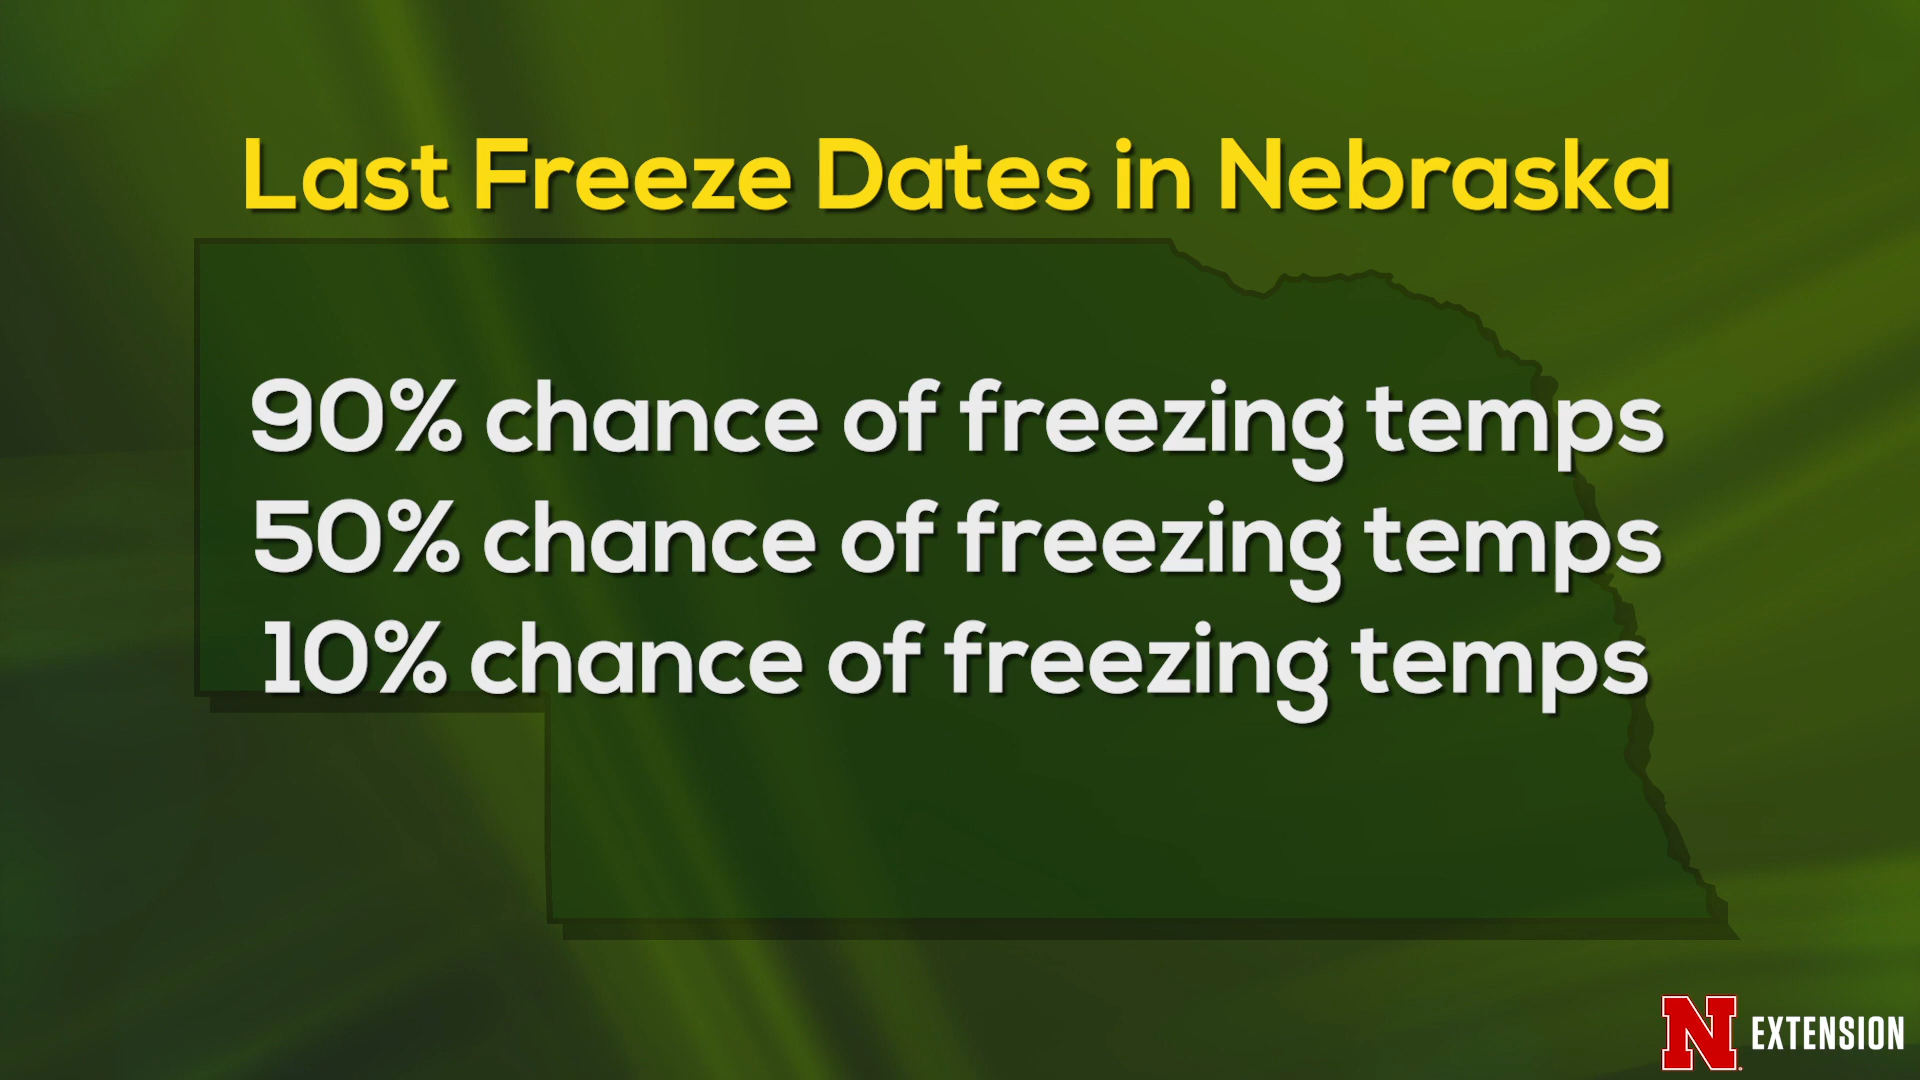 Last Freeze Dates in Nebraska
90% chance of freezing temps
50% chance of freezing temps
10% chance of freezing temps
N EXTENSION